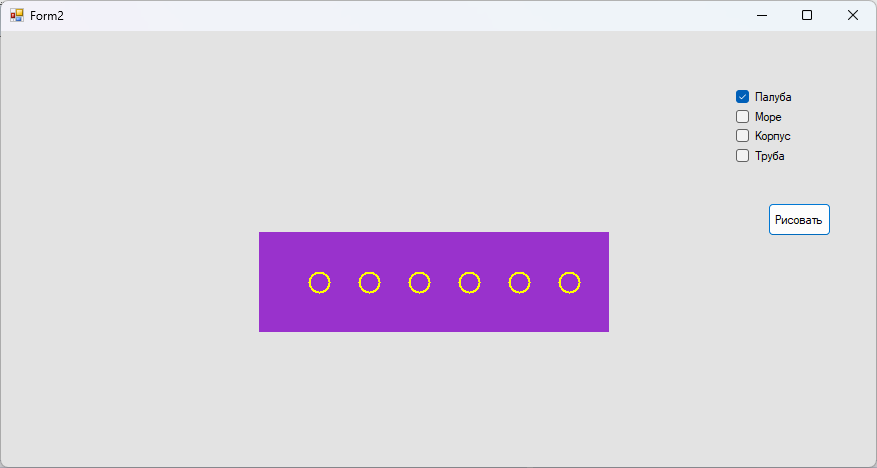 Form2
Палуба
Море
Корпус
Труба
Рисовать